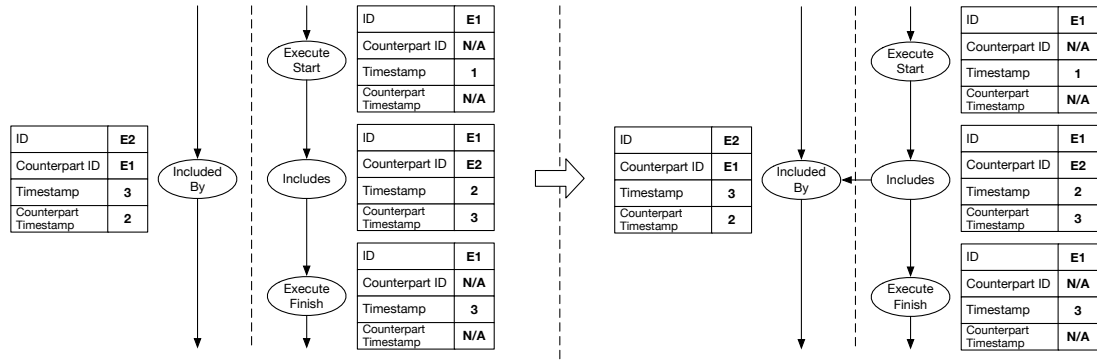 ID E1
Counterpart ID N/A
Timestamp 1
Counterpart
Timestamp N/A
Execute
Start
ID E2
Counterpart ID E1
Timestamp 3
Counterpart
Timestamp 2
Included
By
Includes
ID E1
Counterpart ID E2
Timestamp 2
Counterpart
Timestamp 3
Execute
Finish
ID E1
Counterpart ID N/A
Timestamp 3
Counterpart
Timestamp N/A
ID E1
Counterpart ID N/A
Timestamp 1
Counterpart
Timestamp N/A
Execute
Start
ID E2
Counterpart ID E1
Timestamp 3
Counterpart
Timestamp 2
Included
By
Includes
ID E1
Counterpart ID E2
Timestamp 2
Counterpart
Timestamp 3
Execute
Finish
ID E1
Counterpart ID N/A
Timestamp 3
Counterpart
Timestamp N/A